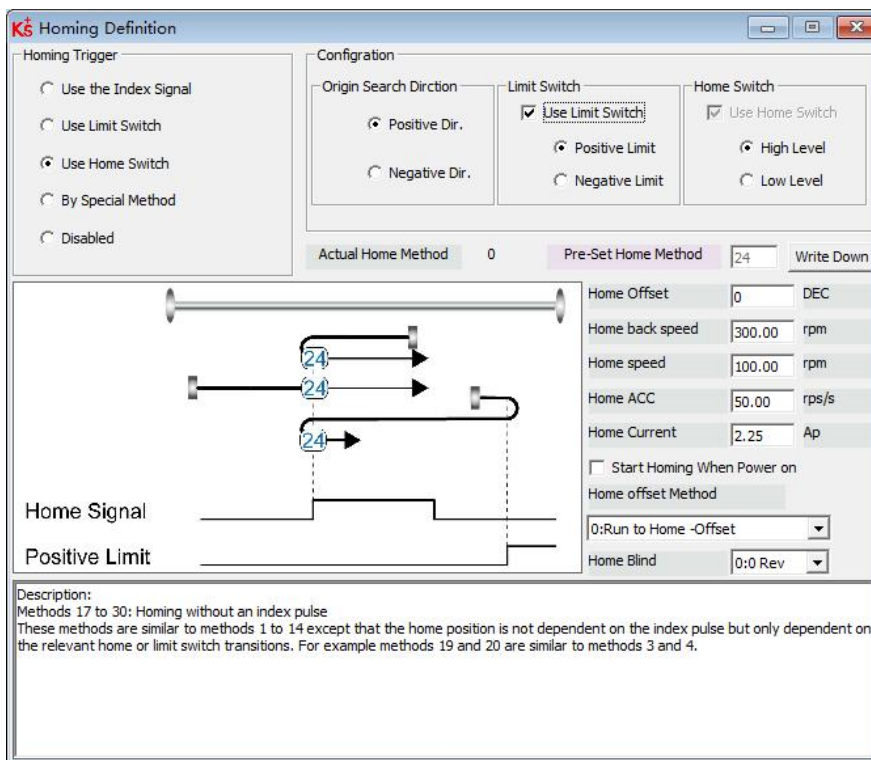 Homing Definition
Homing Trigger
Use the Index Signal
Use Limit Switch
Use Home Switch
By Special Method
Disabled
Configration
Origin Search Dirction
Positive Dir.
Negative Dir.
Limit Switch
Use Limit Switch
Positive Limit
Negative Limit
Home Switch
Use Home Switch
High Level
Low Level
Actual Home Method 0 Pre-Set Home Method 24 Write Down
24
24
24
Home Signal
Positive Limit
Home Offset 0 DEC
Home back speed 300.00 rpm
Home speed 100.00 rpm
Home ACC 50.00 rps/s
Home Current 2.25 Ap
Start Homing When Power on
Home offset Method
0:Run to Home -Offset
Home Blind 0:0 Rev
Description:
Methods 17 to 30: Homing without an index pulse
These methods are similar to methods 1 to 14 except that the home position is not dependent on the index pulse but only dependent on
the relevant home or limit switch transitions. For example methods 19 and 20 are similar to methods 3 and 4.